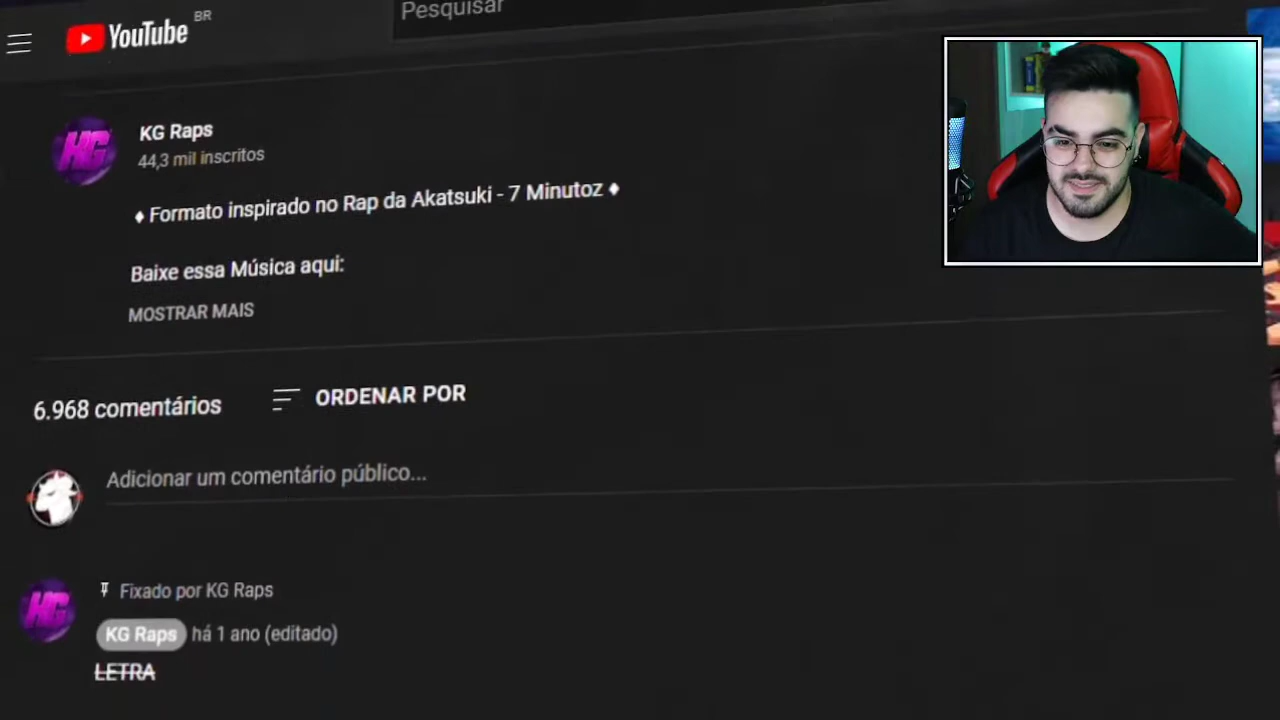 YouTube BR
Pesquisar
KG
KG Raps
44,3 mil inscritos
♦ Formato inspirado no Rap da Akatsuki - 7 Minutoz ♦
Baixe essa Música aqui:
MOSTRAR MAIS
6.968 comentários
ORDENAR POR
Adicionar um comentário público...
KG
Fixado por KG Raps
KG Raps há 1 ano (editado)
LETRA